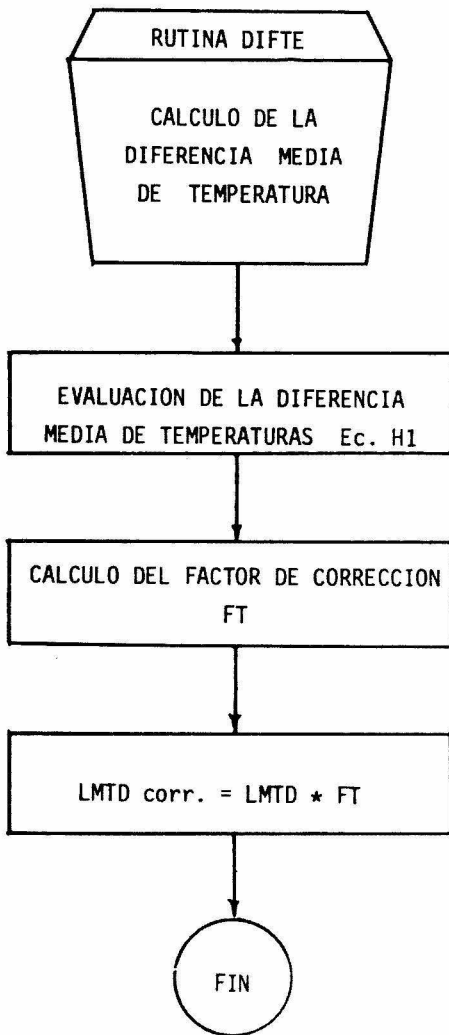 RUTINA DIFTE
CALCULO DE LA
DIFERENCIA MEDIA
DE TEMPERATURA
EVALUACION DE LA DIFERENCIA
MEDIA DE TEMPERATURAS Ec. H1
CALCULO DEL FACTOR DE CORRECCION
FT
LMTD corr. = LMTD * FT
FIN